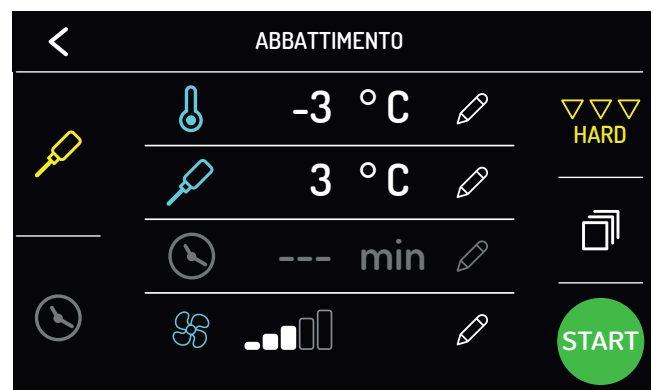 ABBATTIMENTO
-3 °C
HARD
3 °C
--- min
START